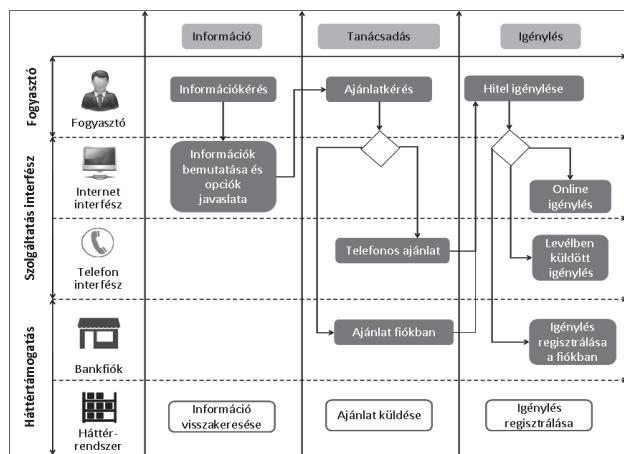 Információ
Tanácsadás
Igénylés
Fogyasztó
Fogyasztó
Információkérés
Ajánlatkérés
Hitel igénylése
Szolgáltatás interfész
Internet
interfész
Információk
bemutatása és
opciók
javaslata
Online
igénylés
Telefon
interfész
Telefonos ajánlat
Levélben
küldött
igénylés
Háttértámogatás
Bankfiók
Ajánlat fiókban
Igénylés
regisztrálása
a fiókban
Háttér-
rendszer
Információ
visszakeresése
Ajánlat küldése
Igénylés
regisztrálása